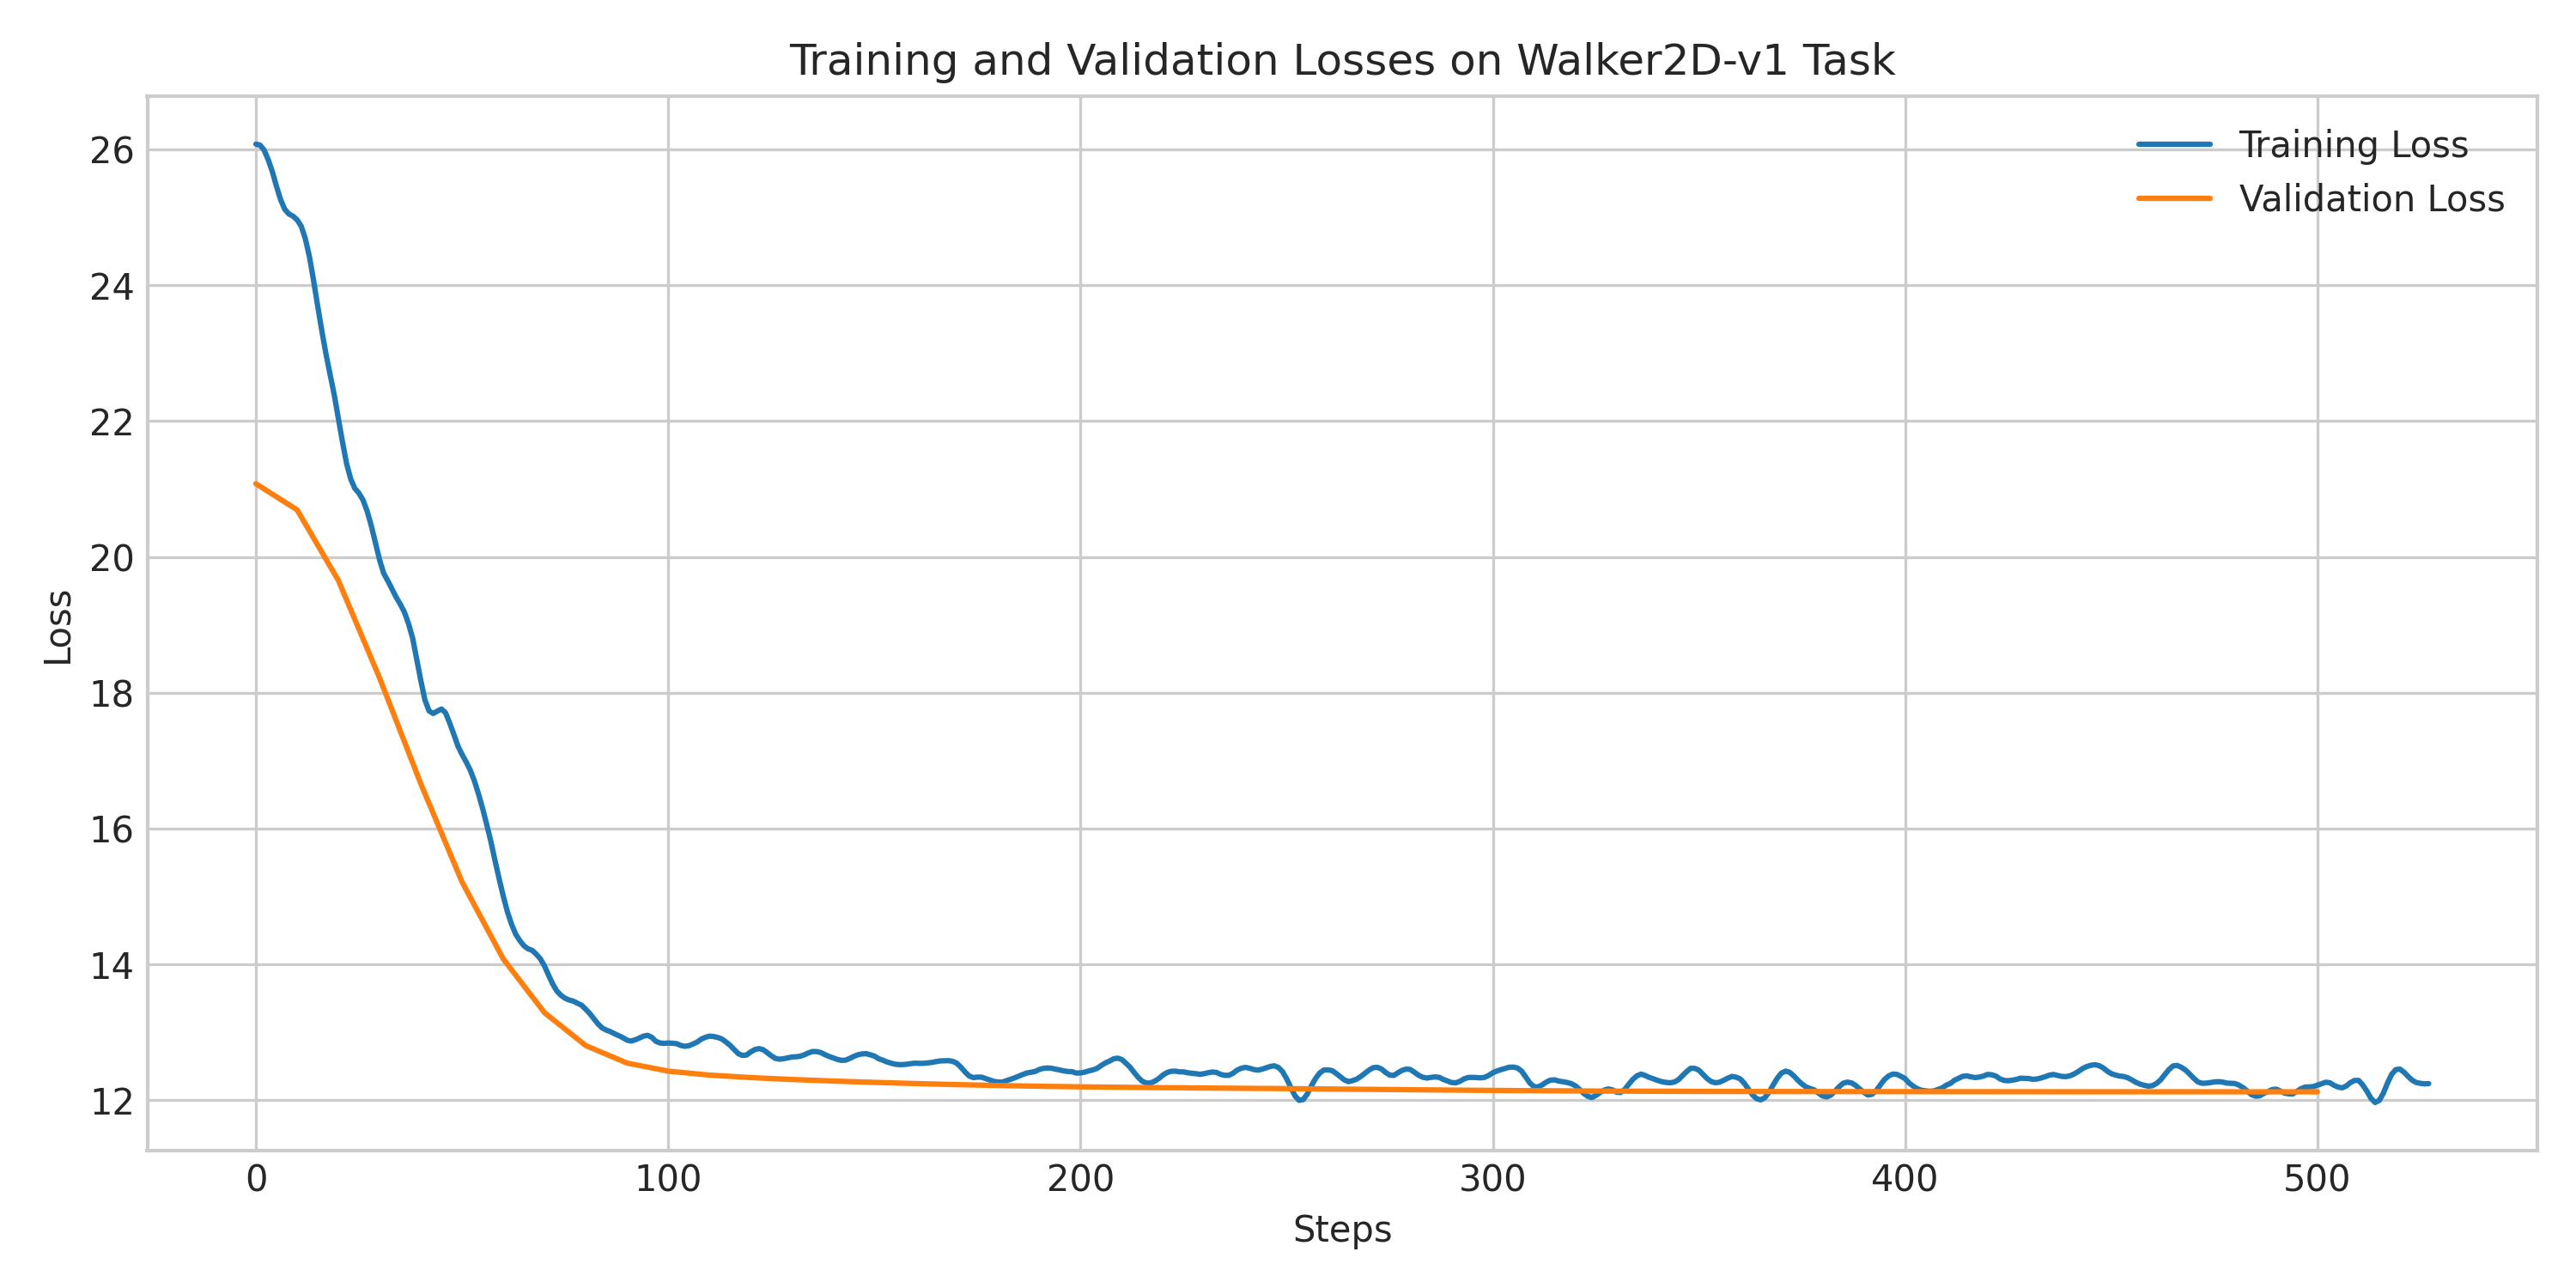 Training and Validation Losses on Walker2D-v1 Task
Training Loss
Validation Loss
Loss
26
24
22
20
18
16
14
12
0 100 200 300 400 500
Steps